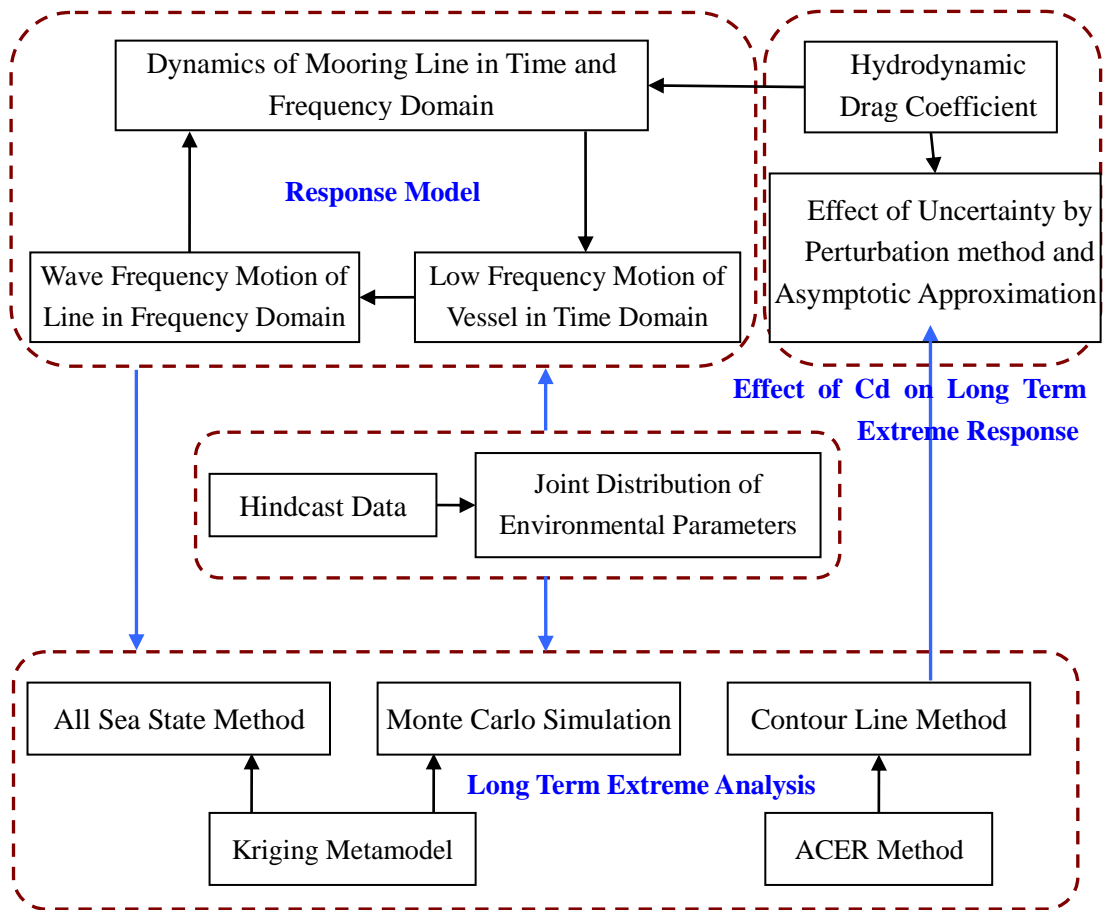 Dynamics of Mooring Line in Time and
Frequency Domain
Hydrodynamic
Drag Coefficient
Response Model
Effect of Uncertainty by
Perturbation method and
Asymptotic Approximation
Wave Frequency Motion of
Line in Frequency Domain
Low Frequency Motion of
Vessel in Time Domain
Effect of Cd on Long Term
Extreme Response
Hindcast Data
Joint Distribution of
Environmental Parameters
All Sea State Method
Monte Carlo Simulation
Contour Line Method
Long Term Extreme Analysis
Kriging Metamodel
ACER Method